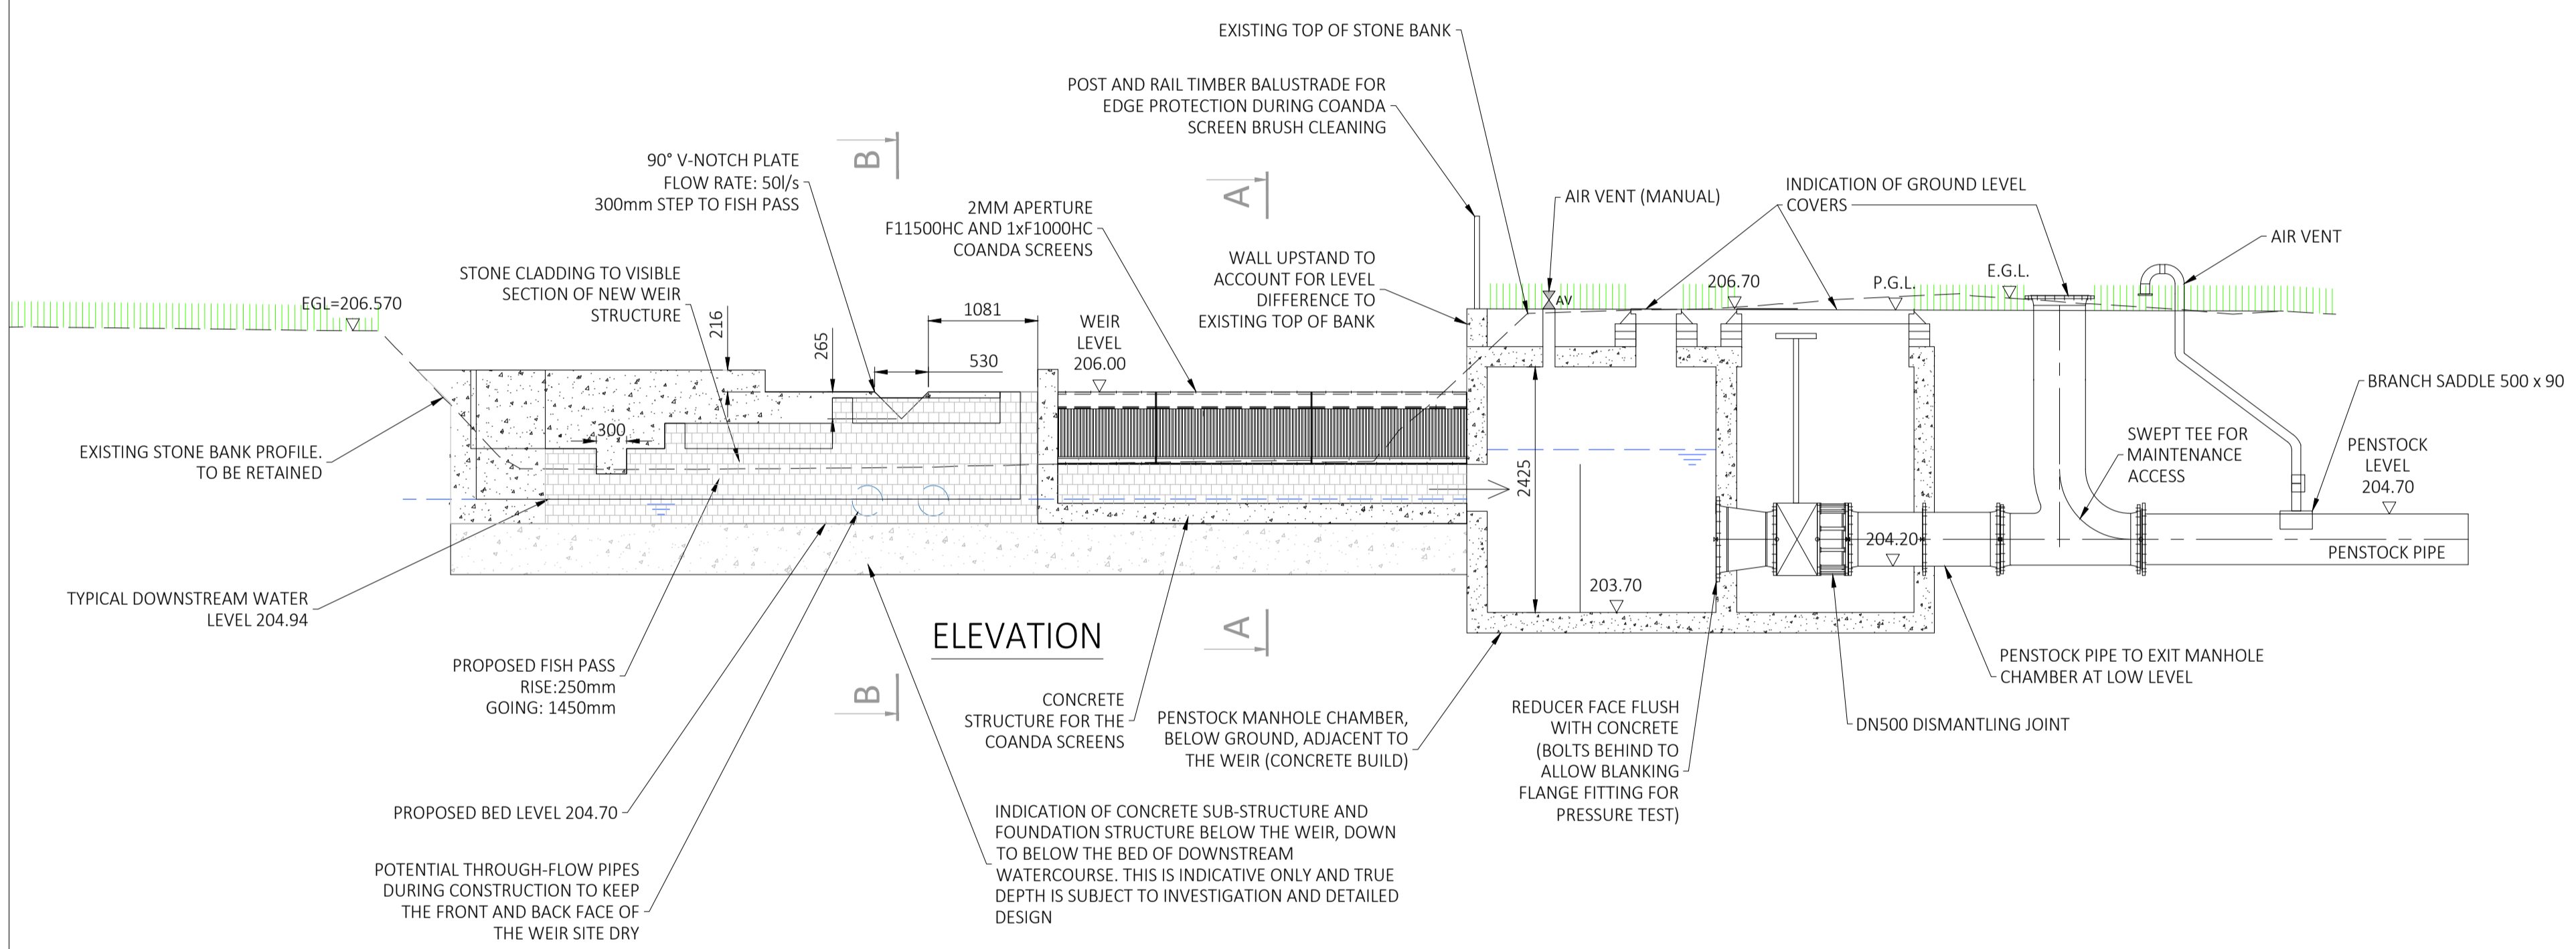 EXISTING TOP OF STONE BANK
POST AND RAIL TIMBER BALUSTRADE FOR
EDGE PROTECTION DURING COANDA
SCREEN BRUSH CLEANING
B
90° V-NOTCH PLATE
FLOW RATE: 50l/s
300mm STEP TO FISH PASS
A
2MM APERTURE
F11500HC AND 1xF1000HC
COANDA SCREENS
AIR VENT (MANUAL)
INDICATION OF GROUND LEVEL
COVERS
AIR VENT
WALL UPSTAND TO
ACCOUNT FOR LEVEL
DIFFERENCE TO
EXISTING TOP OF BANK
STONE CLADDING TO VISIBLE
SECTION OF NEW WEIR
STRUCTURE
EGL=206.570
216
265
1081
530
WEIR
LEVEL
206.00
AV
206.70
P.G.L.
E.G.L.
BRANCH SADDLE 500 x 90
EXISTING STONE BANK PROFILE.
TO BE RETAINED
300
2425
SWEPT TEE FOR
MAINTENANCE
ACCESS
PENSTOCK
LEVEL
204.70
204.20
PENSTOCK PIPE
203.70
TYPICAL DOWNSTREAM WATER
LEVEL 204.94
ELEVATION
A
PROPOSED FISH PASS
RISE:250mm
GOING: 1450mm
B
CONCRETE
STRUCTURE FOR THE
COANDA SCREENS
PENSTOCK MANHOLE CHAMBER,
BELOW GROUND, ADJACENT TO
THE WEIR (CONCRETE BUILD)
REDUCER FACE FLUSH
WITH CONCRETE
(BOLTS BEHIND TO
ALLOW BLANKING
FLANGE FITTING FOR
PRESSURE TEST)
DN500 DISMANTLING JOINT
PENSTOCK PIPE TO EXIT MANHOLE
CHAMBER AT LOW LEVEL
PROPOSED BED LEVEL 204.70
INDICATION OF CONCRETE SUB-STRUCTURE AND
FOUNDATION STRUCTURE BELOW THE WEIR, DOWN
TO BELOW THE BED OF DOWNSTREAM
WATERCOURSE. THIS IS INDICATIVE ONLY AND TRUE
DEPTH IS SUBJECT TO INVESTIGATION AND DETAILED
DESIGN
POTENTIAL THROUGH-FLOW PIPES
DURING CONSTRUCTION TO KEEP
THE FRONT AND BACK FACE OF
THE WEIR SITE DRY